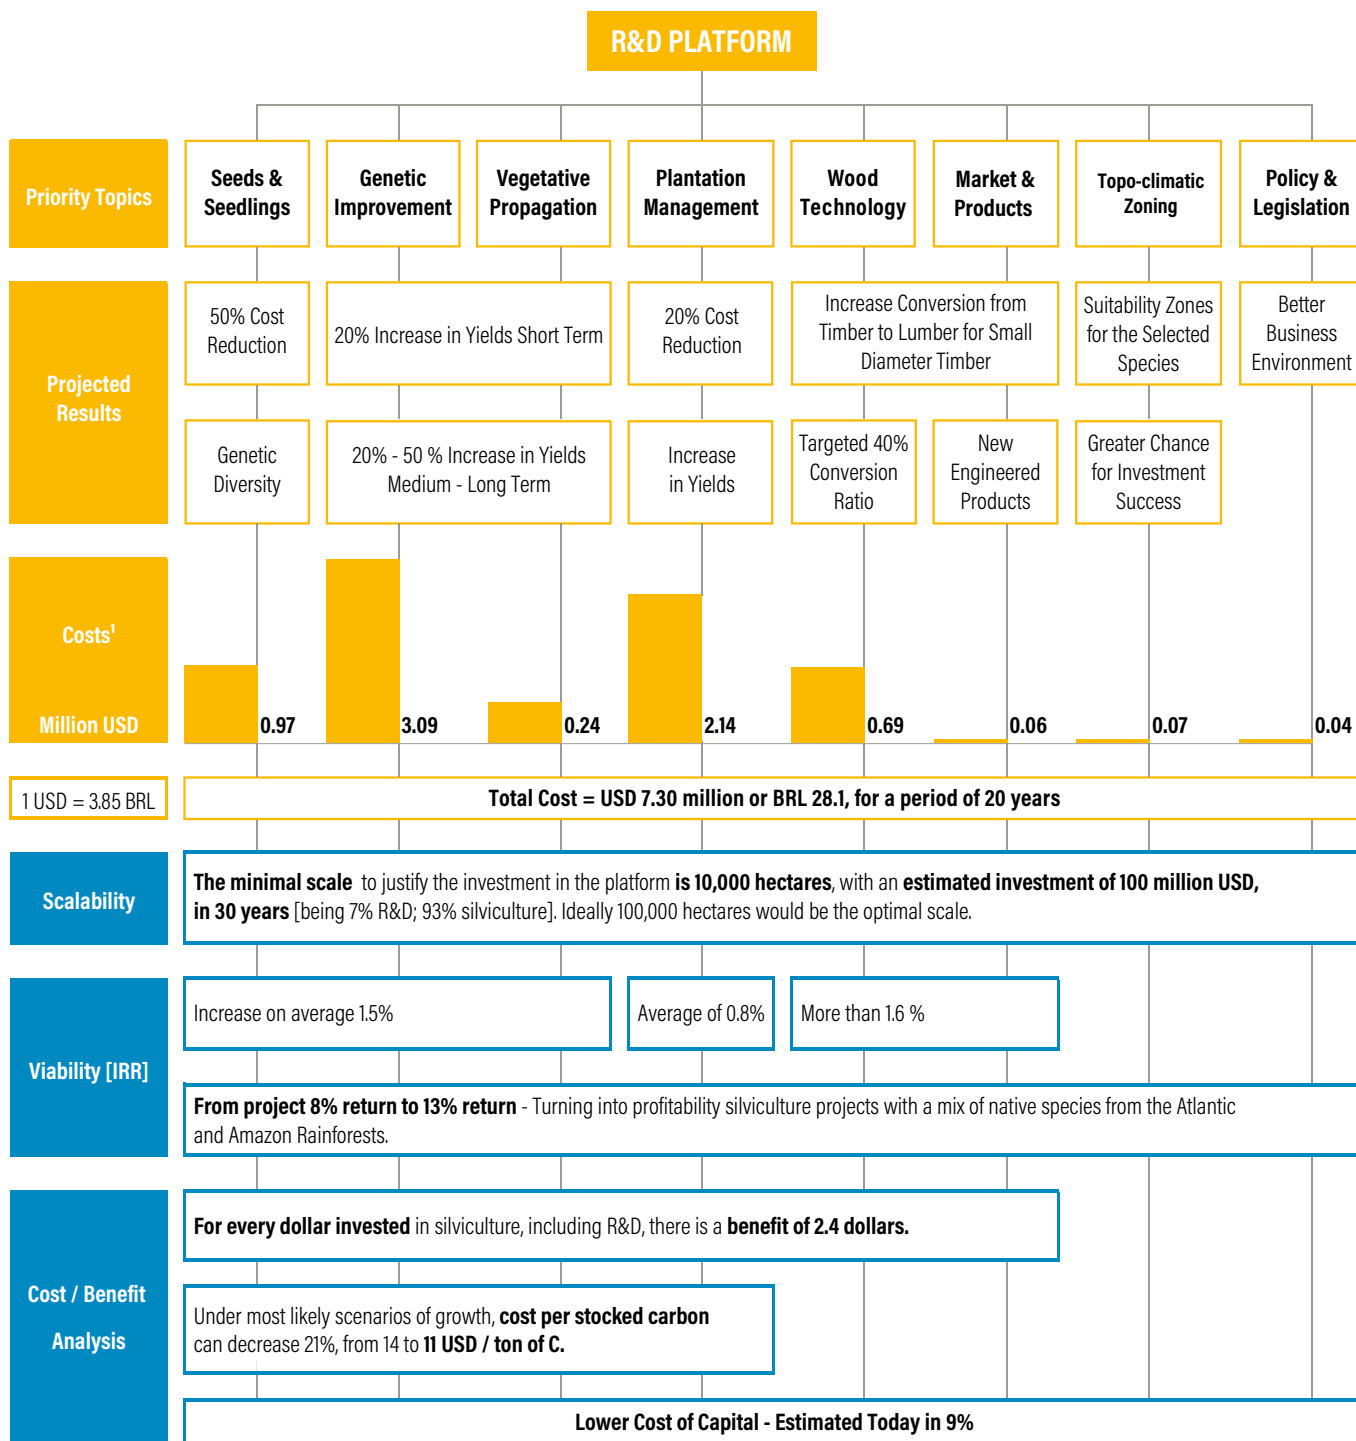 R&D PLATFORM
Priority Topics
Seeds &
Seedlings
Genetic
Improvement
Vegetative
Propagation
Plantation
Management
Wood
Technology
Market &
Products
Topo-climatic
Zoning
Policy &
Legislation
Projected
Results
50% Cost
Reduction
20% Increase in Yields Short Term
20% Cost
Reduction
Increase Conversion from
Timber to Lumber for Small
Diameter Timber
Suitability Zones
for the Selected
Species
Better
Business
Environment
Genetic
Diversity
20% - 50 % Increase in Yields
Medium - Long Term
Increase
in Yields
Targeted 40%
Conversion
Ratio
New
Engineered
Products
Greater Chance
for Investment
Success
Costs¹
Million USD
0.97
3.09
0.24
2.14
0.69
0.06
0.07
0.04
1 USD = 3.85 BRL
Total Cost = USD 7.30 million or BRL 28.1, for a period of 20 years
Scalability
The minimal scale to justify the investment in the platform is 10,000 hectares, with an estimated investment of 100 million USD,
in 30 years [being 7% R&D; 93% silviculture]. Ideally 100,000 hectares would be the optimal scale.
Viability [IRR]
Increase on average 1.5%
Average of 0.8%
More than 1.6 %
From project 8% return to 13% return - Turning into profitability silviculture projects with a mix of native species from the Atlantic
and Amazon Rainforests.
Cost / Benefit
Analysis
For every dollar invested in silviculture, including R&D, there is a benefit of 2.4 dollars.
Under most likely scenarios of growth, cost per stocked carbon
can decrease 21%, from 14 to 11 USD / ton of C.
Lower Cost of Capital - Estimated Today in 9%